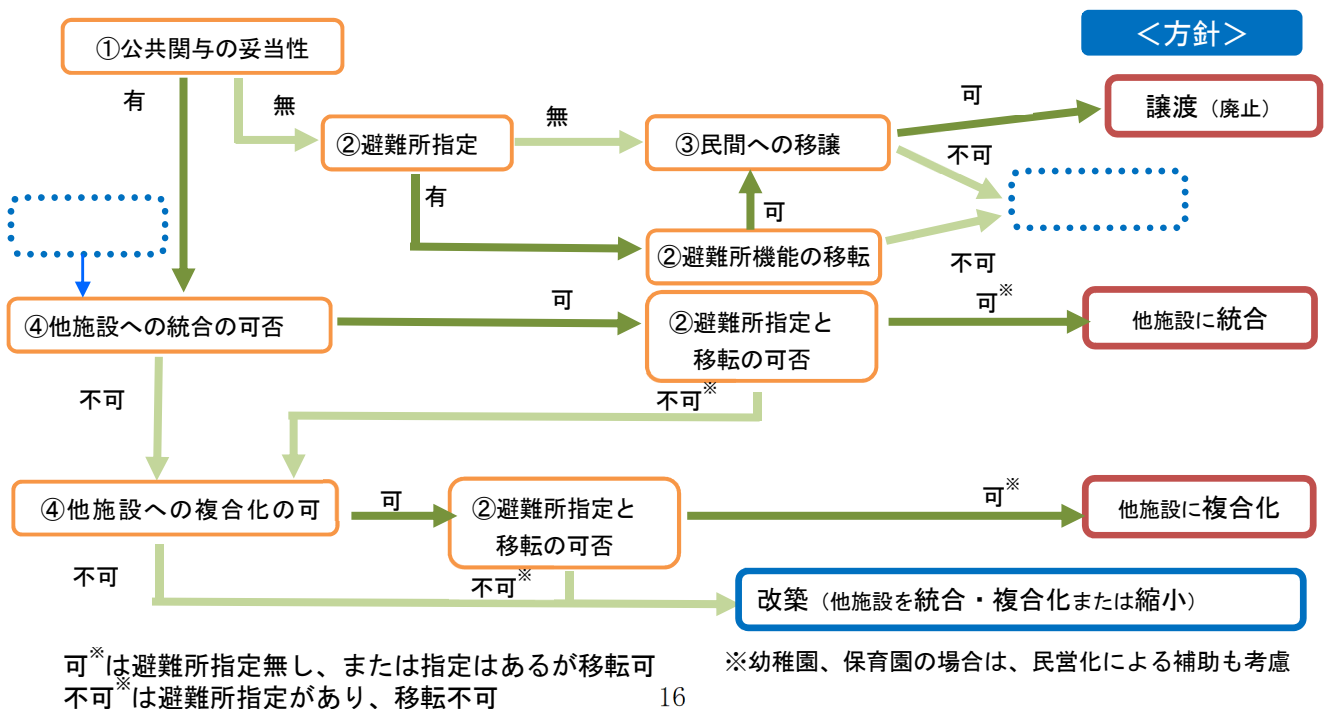 ①公共関与の妥当性
＜方針＞
有
無
可
譲渡（廃止）
②避難所指定
無
③民間への移譲
不可
有
可
②避難所機能の移転
不可
④他施設への統合の可否
可
②避難所指定と
移転の可否
可※
他施設に統合
不可
不可※
④他施設への複合化の可
可
②避難所指定と
移転の可否
可※
他施設に複合化
不可
不可※
改築（他施設を統合・複合化または縮小）
可※は避難所指定無し、または指定はあるが移転可
不可※は避難所指定があり、移転不可
※幼稚園、保育園の場合は、民営化による補助も考慮
16